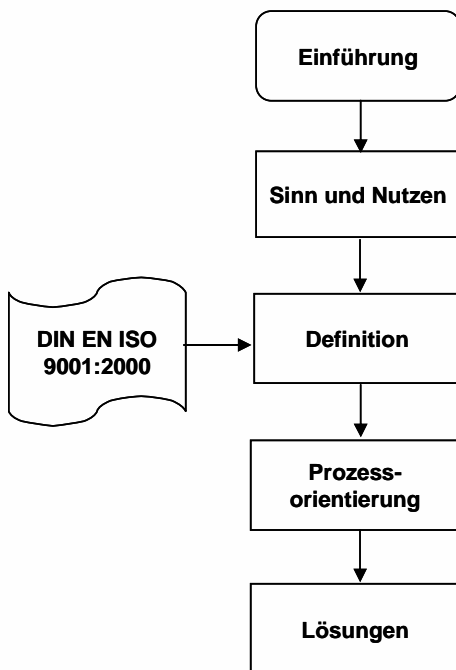 Einführung
Sinn und Nutzen
DIN EN ISO
9001:2000
Definition
Prozess-
orientierung
Lösungen